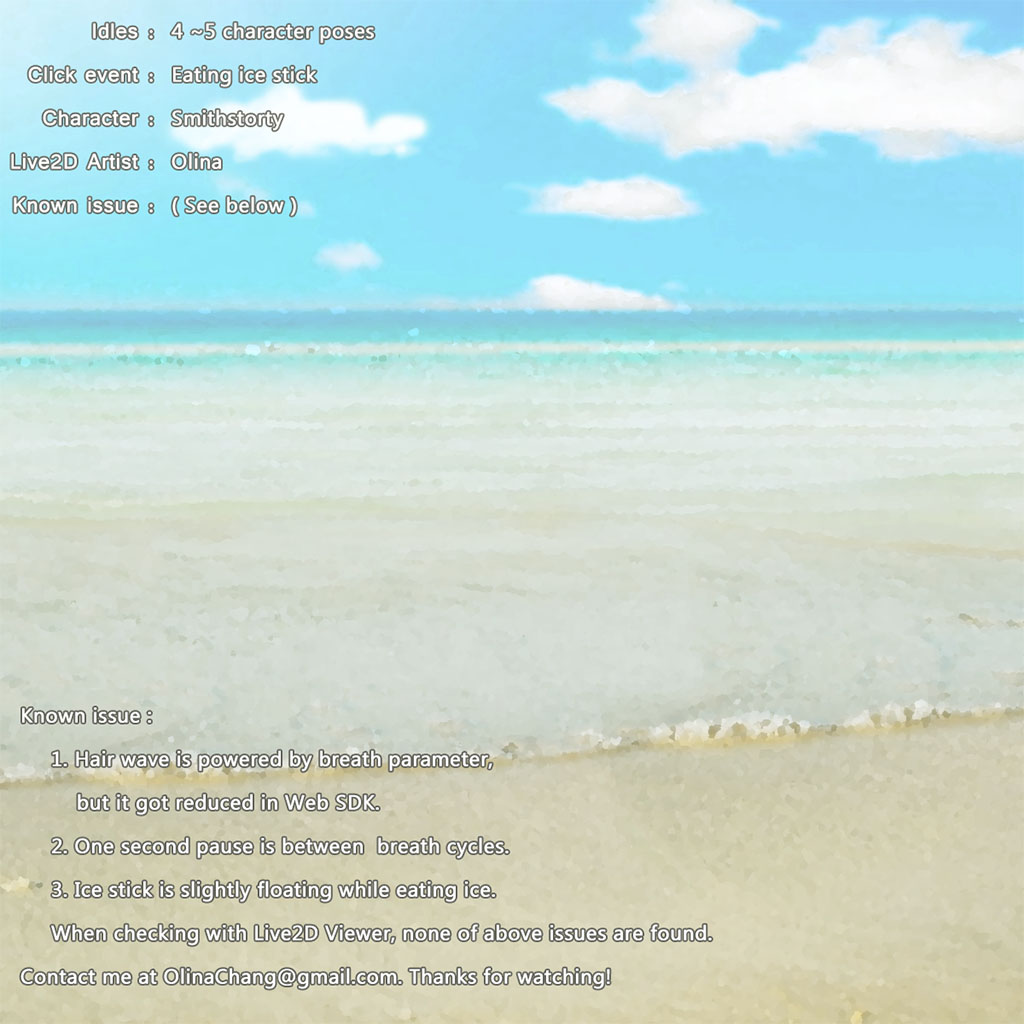 Idles : 4 ~5 character poses
Click event : Eating ice stick
Character : Smithstorty
Live2D Artist : Olina
Known issue : ( See below )
Known issue :
1. Hair wave is powered by breath parameter,
but it got reduced in Web SDK.
2. One second pause is between breath cycles.
3. Ice stick is slightly floating while eating ice.
When checking with Live2D Viewer, none of above issues are found.
Contact me at OlinaChang@gmail.com. Thanks for watching!